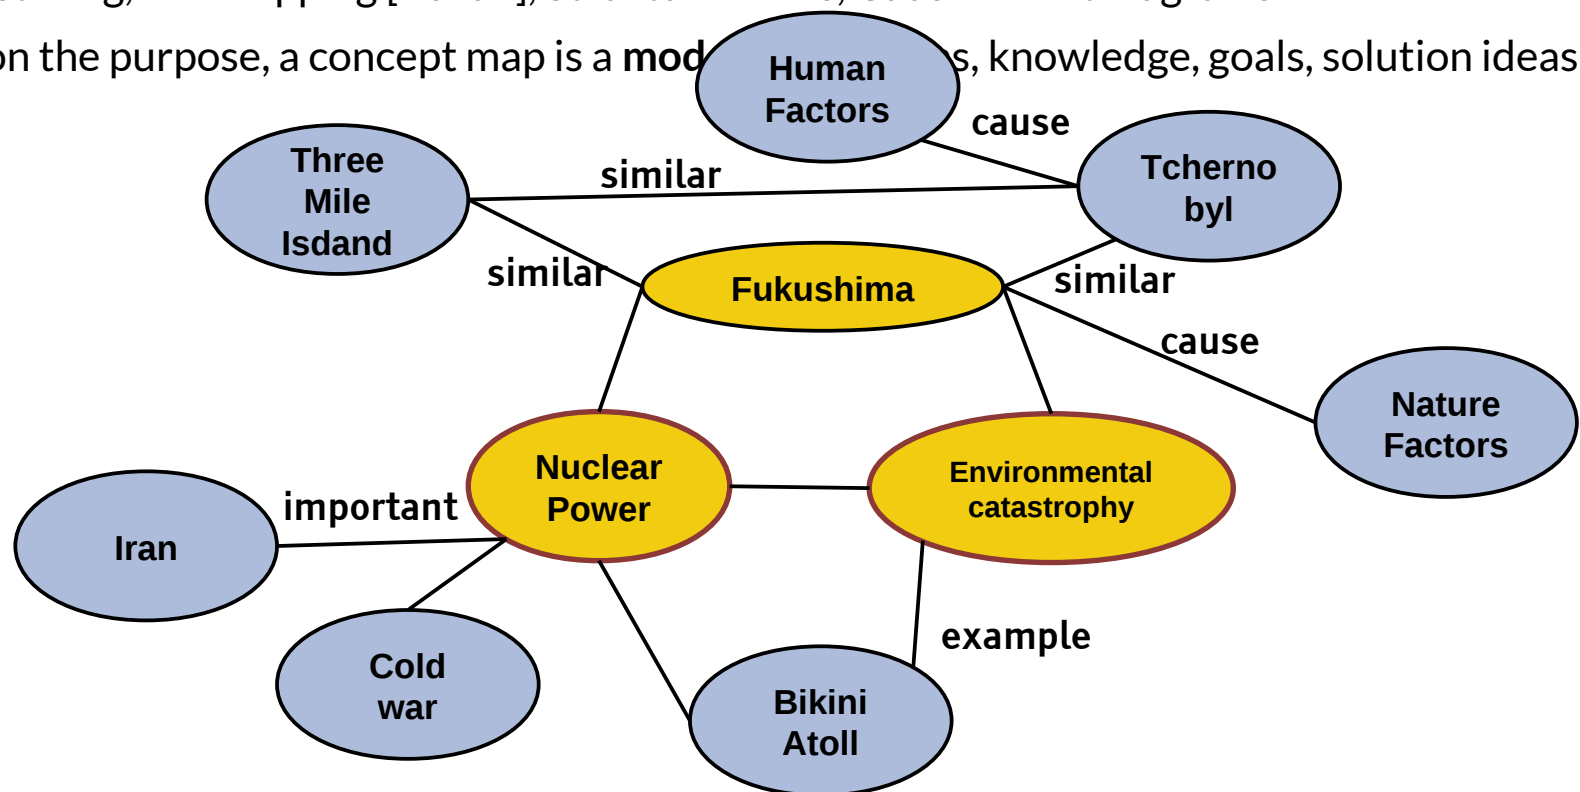 on the purpose, a concept map is a mod s, knowledge, goals, solution ideas
Human
Factors
cause
Three
Mile
Isdand
similar
Tcherno
byl
similar
Fukushima
similar
cause
Nature
Factors
Nuclear
Power
Environmental
catastrophy
important
Iran
example
Cold
war
Bikini
Atoll